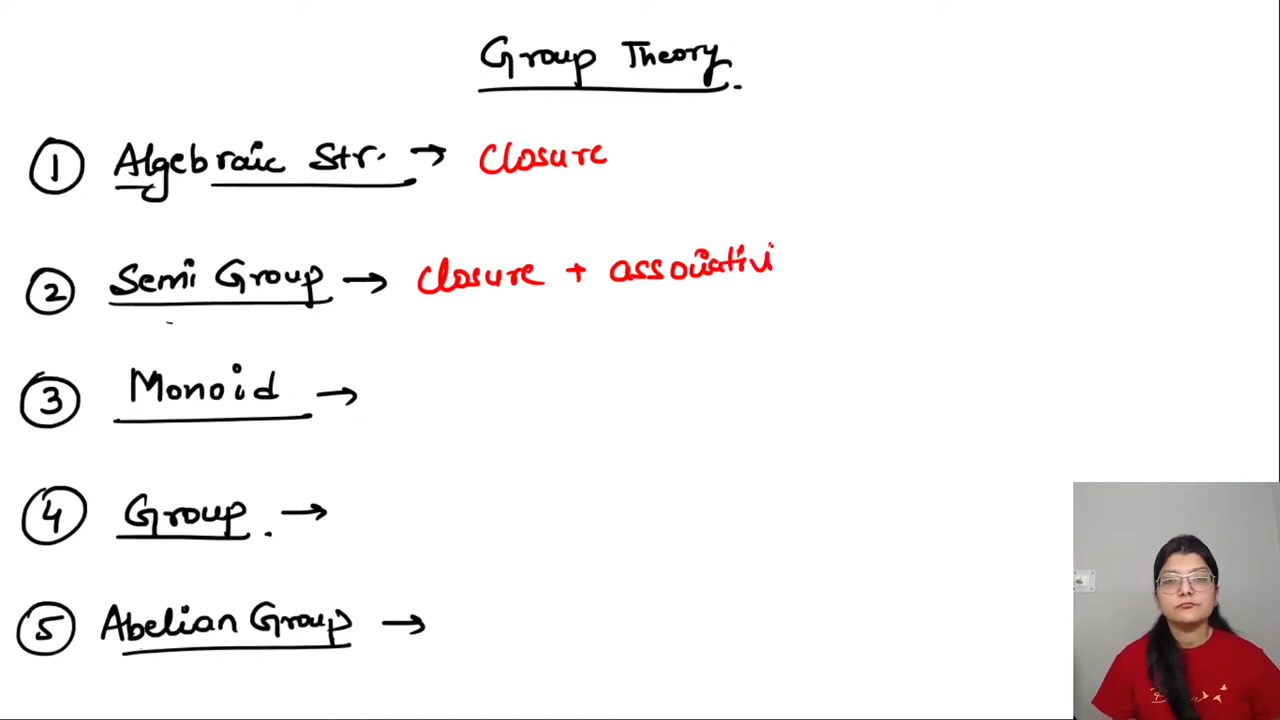 Group Theory.
① Algebraic Str. → closure
② Semi Group → closure + associativi
③ Monoid →
④ Group. →
⑤ Abelian Group →